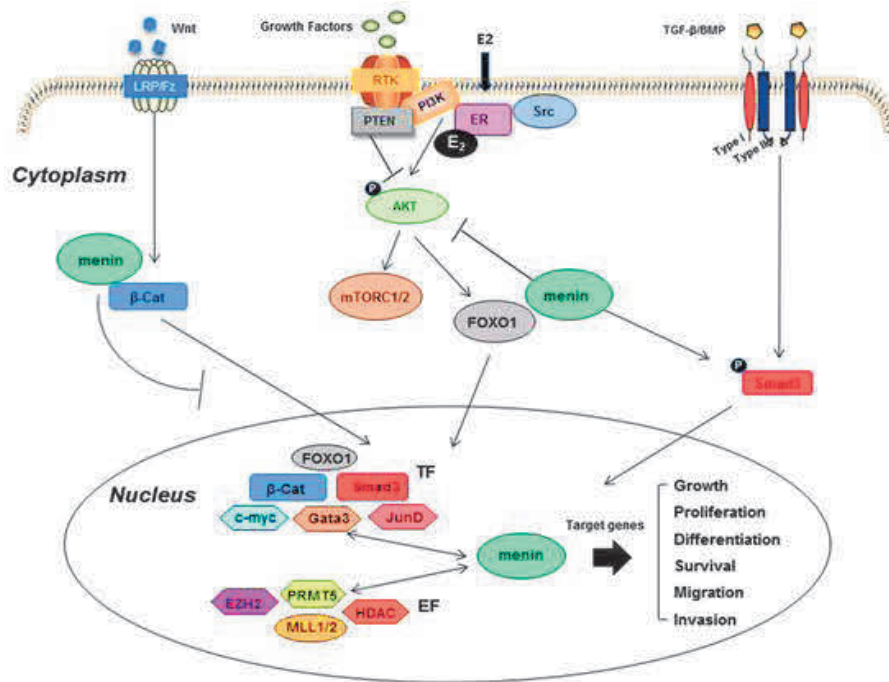 Wnt
Growth Factors
E2
TGF-β/BMP
LRP/Fz
RTK
PI3K
PTEN
ER
Src
E2
Type I
Type II
Cytoplasm
P
AKT
menin
β-Cat
mTORC1/2
menin
FOXO1
P
Smad3
Nucleus
FOXO1
TF
β-Cat
Smad3
c-myc
Gata3
JunD
menin
Target genes
Growth
Proliferation
Differentiation
Survival
Migration
Invasion
EZH2
PRMT5
HDAC
EF
MLL1/2